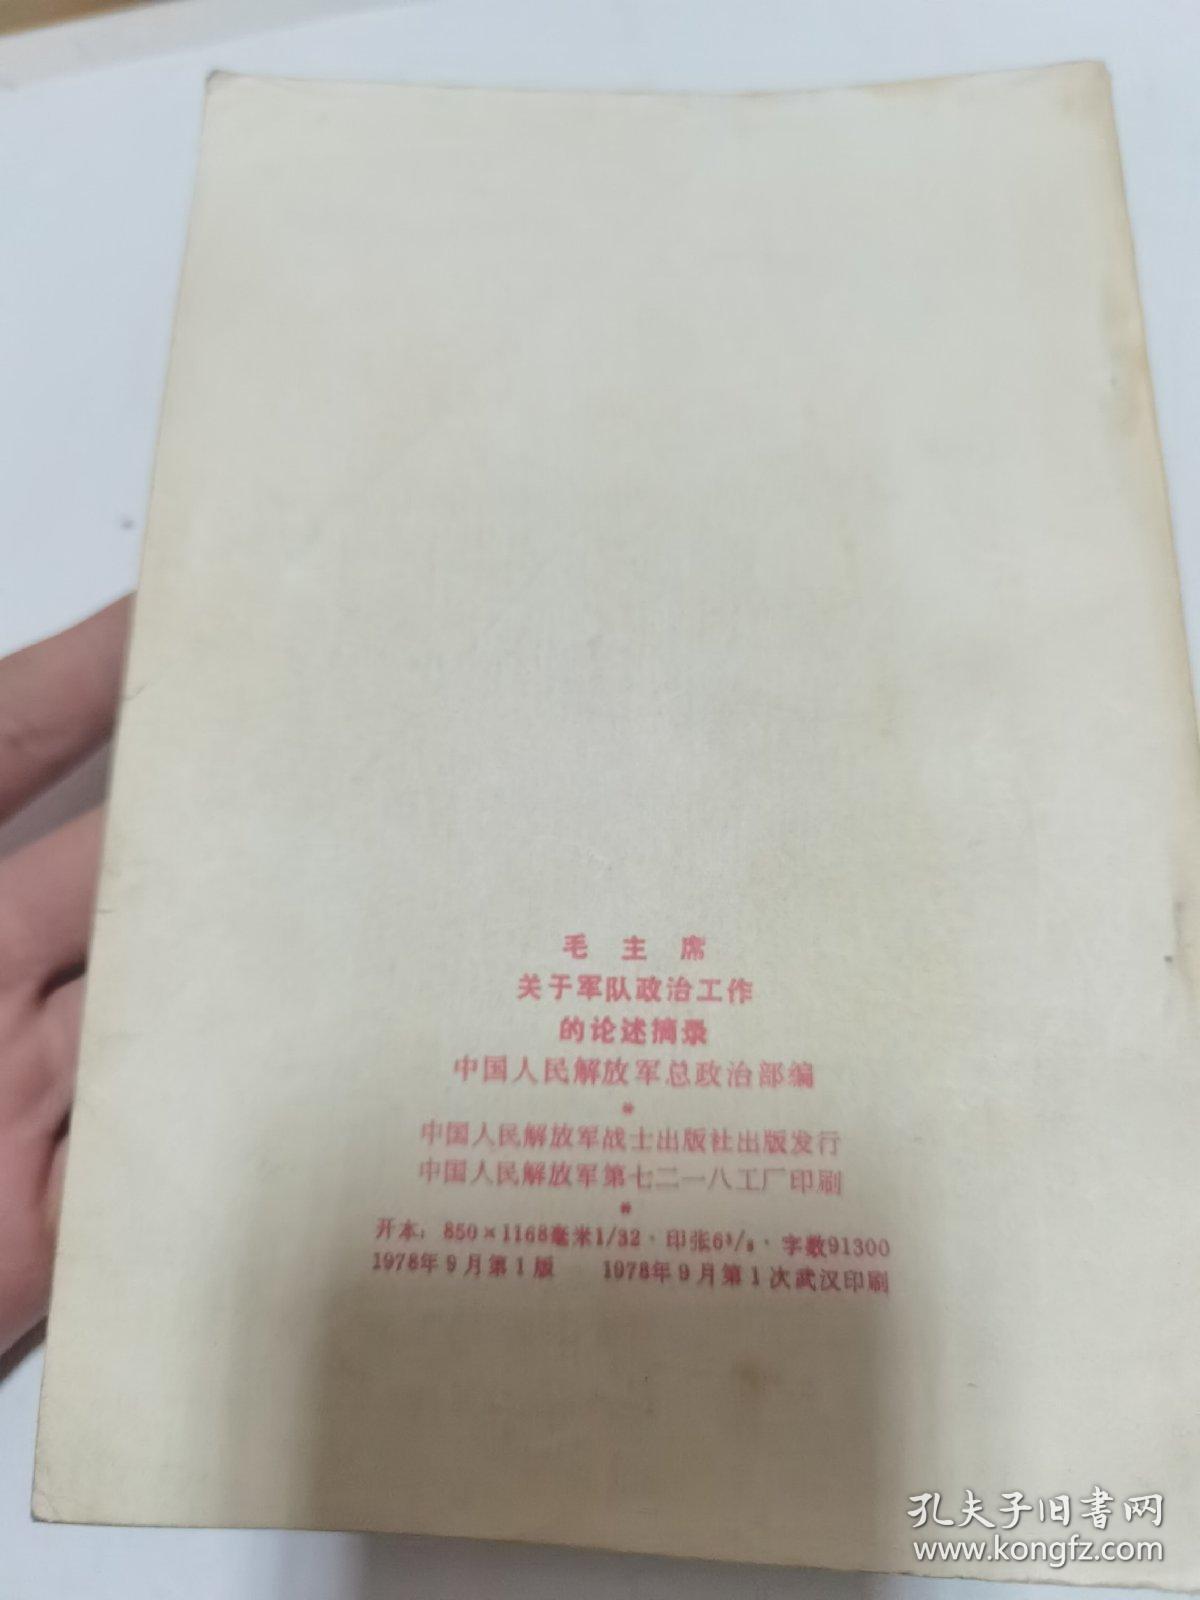 毛主席
关于军队政治工作
的论述摘录
中国人民解放军总政治部编
*
中国人民解放军战士出版社出版发行
中国人民解放军第七二一八工厂印刷
*
开本：850×1168毫米1/32·印张6³/₈·字数91300
1978年9月第1版 1978年9月第1次武汉印刷
孔夫子旧书网
www.kongfz.com